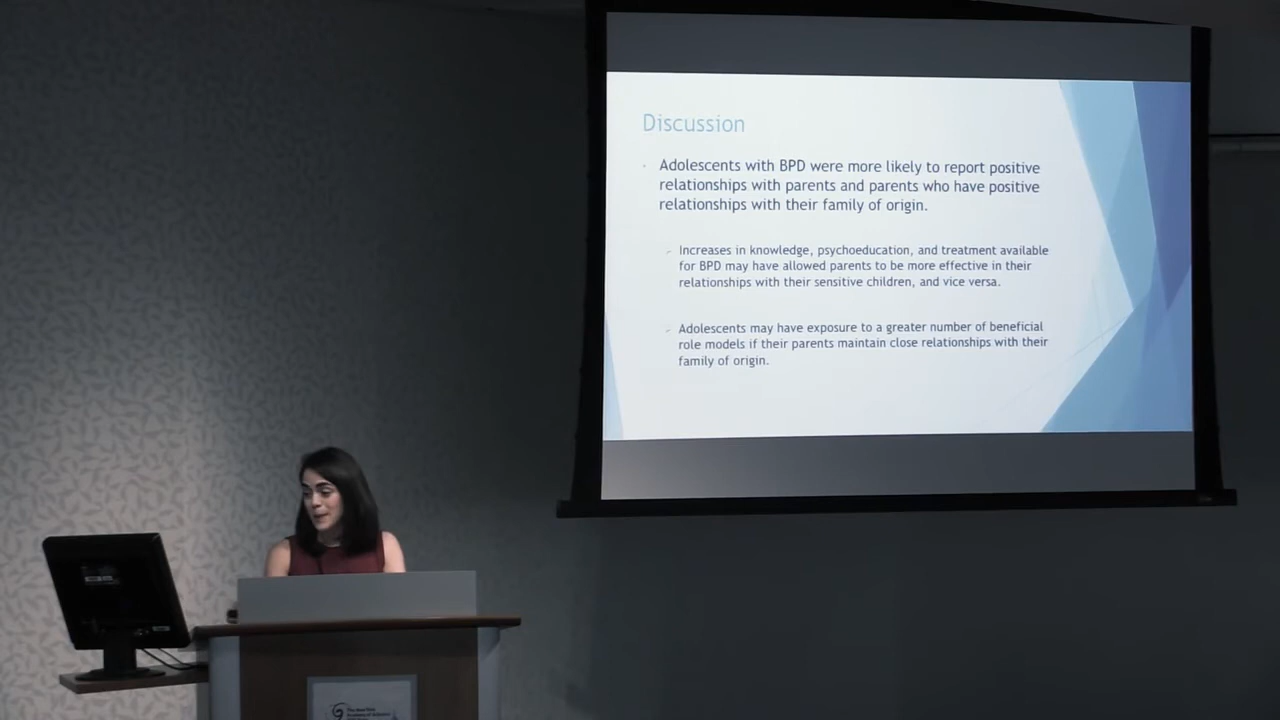 Discussion
Adolescents with BPD were more likely to report positive
relationships with parents and parents who have positive
relationships with their family of origin.
Increases in knowledge, psychoeducation, and treatment available
for BPD may have allowed parents to be more effective in their
relationships with their sensitive children, and vice versa.
Adolescents may have exposure to a greater number of beneficial
role models if their parents maintain close relationships with their
family of origin.